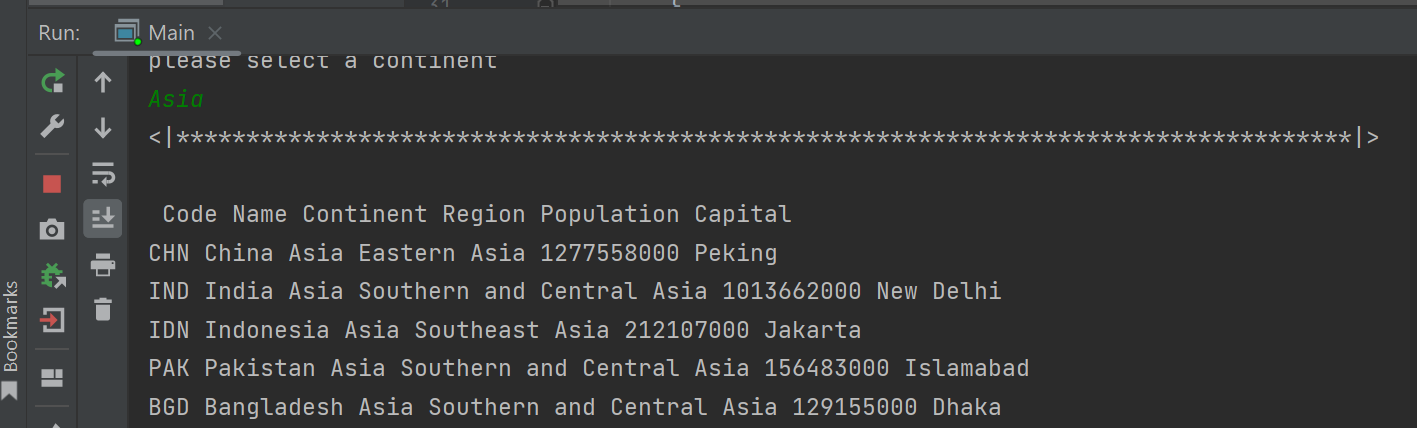 Run: Main
please select a continent
Asia
<|************************************************************************************|>
Code Name Continent Region Population Capital
CHN China Asia Eastern Asia 1277558000 Peking
IND India Asia Southern and Central Asia 1013662000 New Delhi
IDN Indonesia Asia Southeast Asia 212107000 Jakarta
PAK Pakistan Asia Southern and Central Asia 156483000 Islamabad
BGD Bangladesh Asia Southern and Central Asia 129155000 Dhaka
Bookmarks